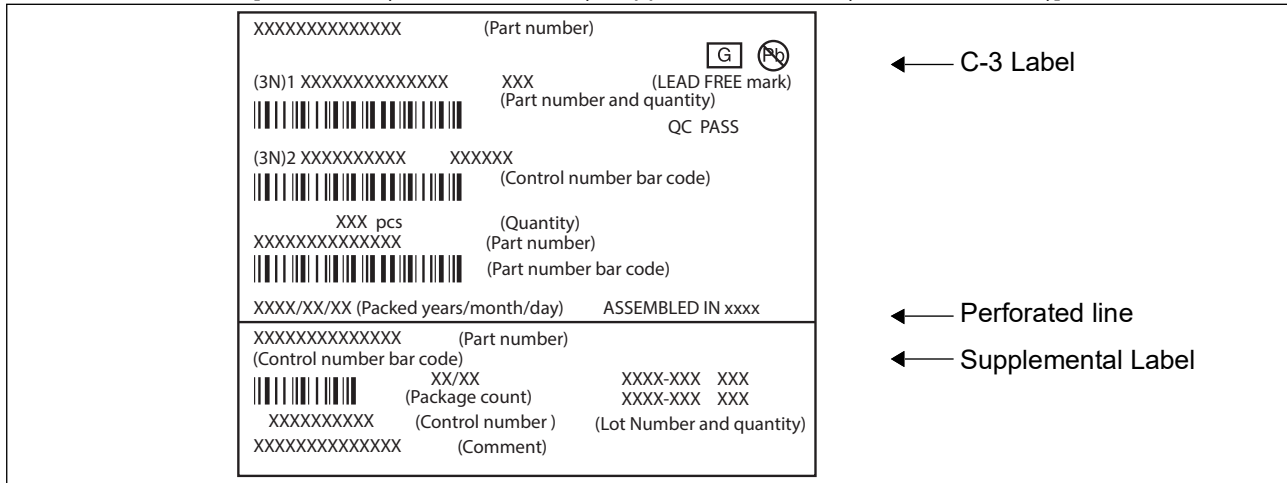 XXXXXXXXXXXXXX (Part number)
G Pb
C-3 Label
(3N)1 XXXXXXXXXXXXXX XXX (LEAD FREE mark)
(Part number and quantity)
QC PASS
(3N)2 XXXXXXXXXX XXXXXX
(Control number bar code)
XXX pcs (Quantity)
XXXXXXXXXXXXXX (Part number)
(Part number bar code)
XXXX/XX/XX (Packed years/month/day) ASSEMBLED IN xxxx
Perforated line
XXXXXXXXXXXXXX (Part number)
(Control number bar code)
Supplemental Label
XX/XX XXXX-XXX XXX
(Package count) XXXX-XXX XXX
XXXXXXXXXX (Control number ) (Lot Number and quantity)
XXXXXXXXXXXXXX (Comment)